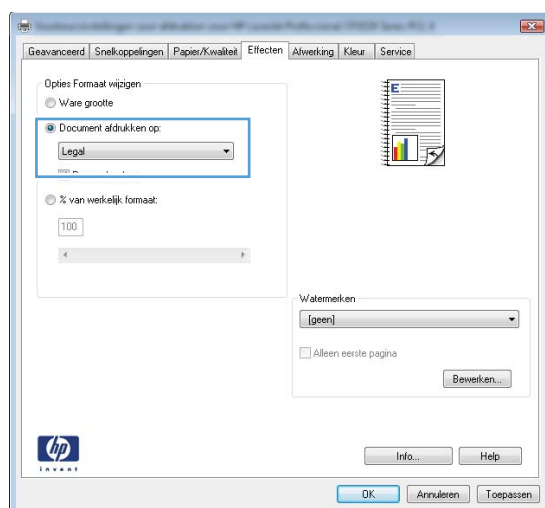 Geavanceerd Snelkoppelingen Papier/Kwaliteit Effecten Afwerking Kleur Service
Opties Formaat wijzigen
Ware grootte
Document afdrukken op:
Legal
% van werkelijk formaat:
100
E
Watermerken
[geen]
Alleen eerste pagina
Bewerken...
hp
invent
Info... Help
OK Annuleren Toepassen